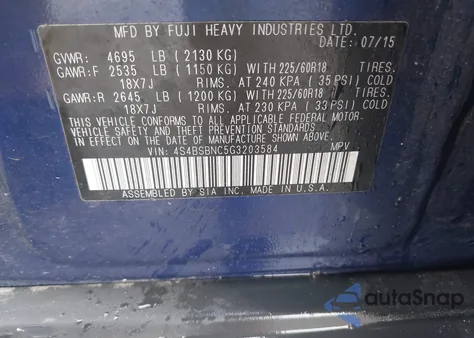 MFD BY FUJI HEAVY INDUSTRIES LTD.
DATE 07/15
GVWR: 4695 LB (2130 KG)
GAWR:F 2535 LB (1150 KG) WITH 225/60R18 TIRES.
18X7J RIMS. AT 240 KPA (35 PSI) COLD
GAWR:R 2645 LB (1200 KG) WITH 225/60R18 TIRES.
18X7J RIMS. AT 230 KPA (33 PSI) COLD
THIS VEHICLE CONFORMS TO ALL APPLICABLE FEDERAL MOTOR-
VEHICLE SAFETY AND BUMPER STANDARDS IN EFFECT ON THE
DATE OF MANUFACTURE SHOWN ABOVE.
VIN: 4S4BSBNC5G3203584 MPV
ASSEMBLED BY SIA INC. MADE IN U.S.A.
autoSnap